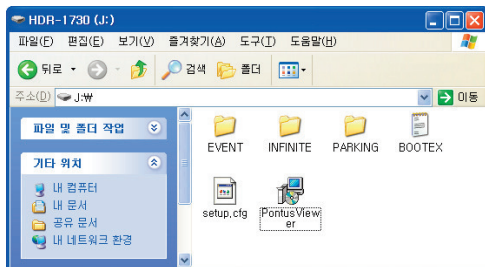 HDR-1730 (J:)
파일(F) 편집(E) 보기(V) 즐겨찾기(A) 도구(T) 도움말(H)
뒤로 검색 폴더
주소(D) J:₩ 이동
파일 및 폴더 작업
기타 위치
내 컴퓨터
내 문서
공유 문서
내 네트워크 환경
EVENT INFINITE PARKING BOOTEX
setup,cfg PontusView
er